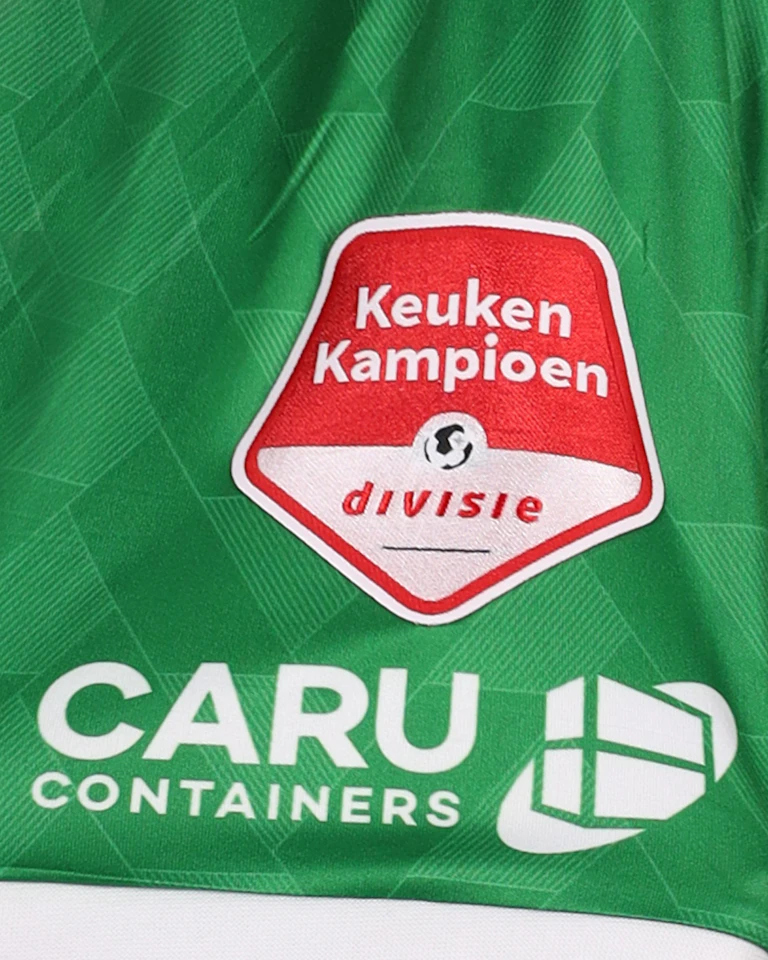 Keuken
Kampioen
divisie
CARU
CONTAINERS